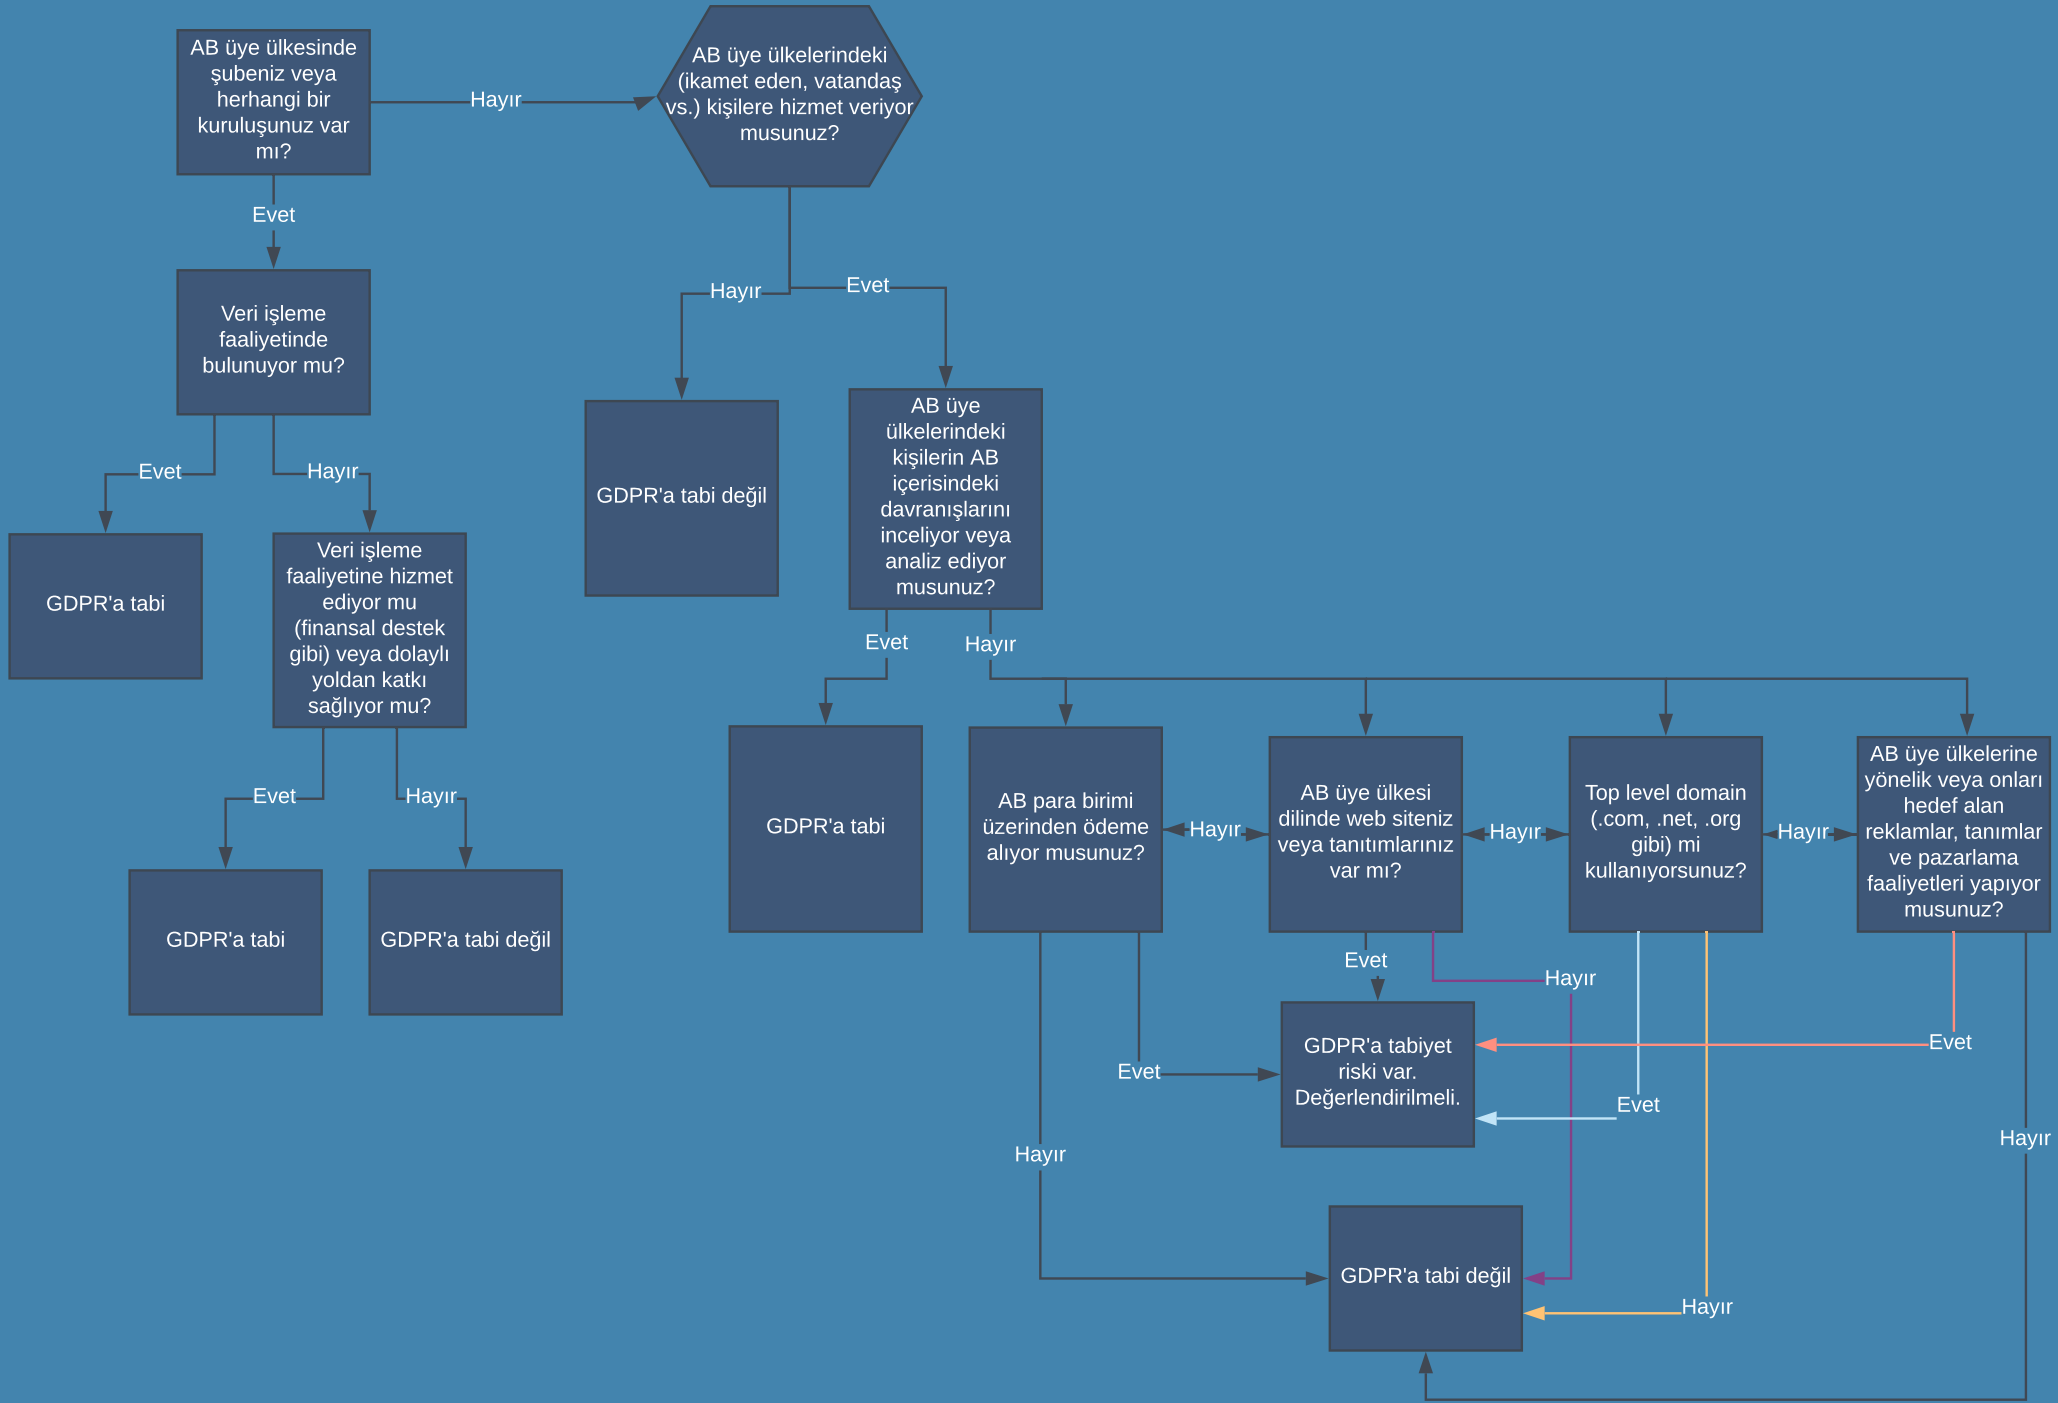 AB üye ülkesinde
şubeniz veya
herhangi bir
kuruluşunuz var
mı?
Hayır
AB üye ülkelerindeki
(ikamet eden, vatandaş
vs.) kişilere hizmet veriyor
musunuz?
Evet
Veri işleme
faaliyetinde
bulunuyor mu?
Hayır
Evet
Evet
Hayır
GDPR'a tabi
Veri işleme
faaliyetine hizmet
ediyor mu
(finansal destek
gibi) veya dolaylı
yoldan katkı
sağlıyor mu?
GDPR'a tabi değil
AB üye
ülkelerindeki
kişilerin AB
içerisindeki
davranışlarını
inceliyor veya
analiz ediyor
musunuz?
Evet
Hayır
Evet
Hayır
GDPR'a tabi
GDPR'a tabi değil
GDPR'a tabi
AB para birimi
üzerinden ödeme
alıyor musunuz?
Hayır
AB üye ülkesi
dilinde web siteniz
veya tanıtımlarınız
var mı?
Hayır
Top level domain
(.com, .net, .org
gibi) mi
kullanıyorsunuz?
Hayır
AB üye ülkelerine
yönelik veya onları
hedef alan
reklamlar, tanımlar
ve pazarlama
faaliyetleri yapıyor
musunuz?
Evet
Hayır
Evet
GDPR'a tabiyet
riski var.
Değerlendirilmeli.
Evet
Evet
Hayır
Hayır
GDPR'a tabi değil
Hayır